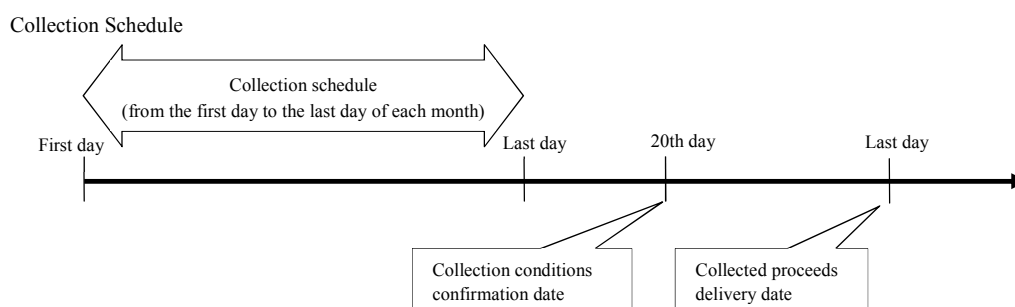 Collection Schedule
Collection schedule
(from the first day to the last day of each month)
First day
Last day
20th day
Last day
Collection conditions
confirmation date
Collected proceeds
delivery date